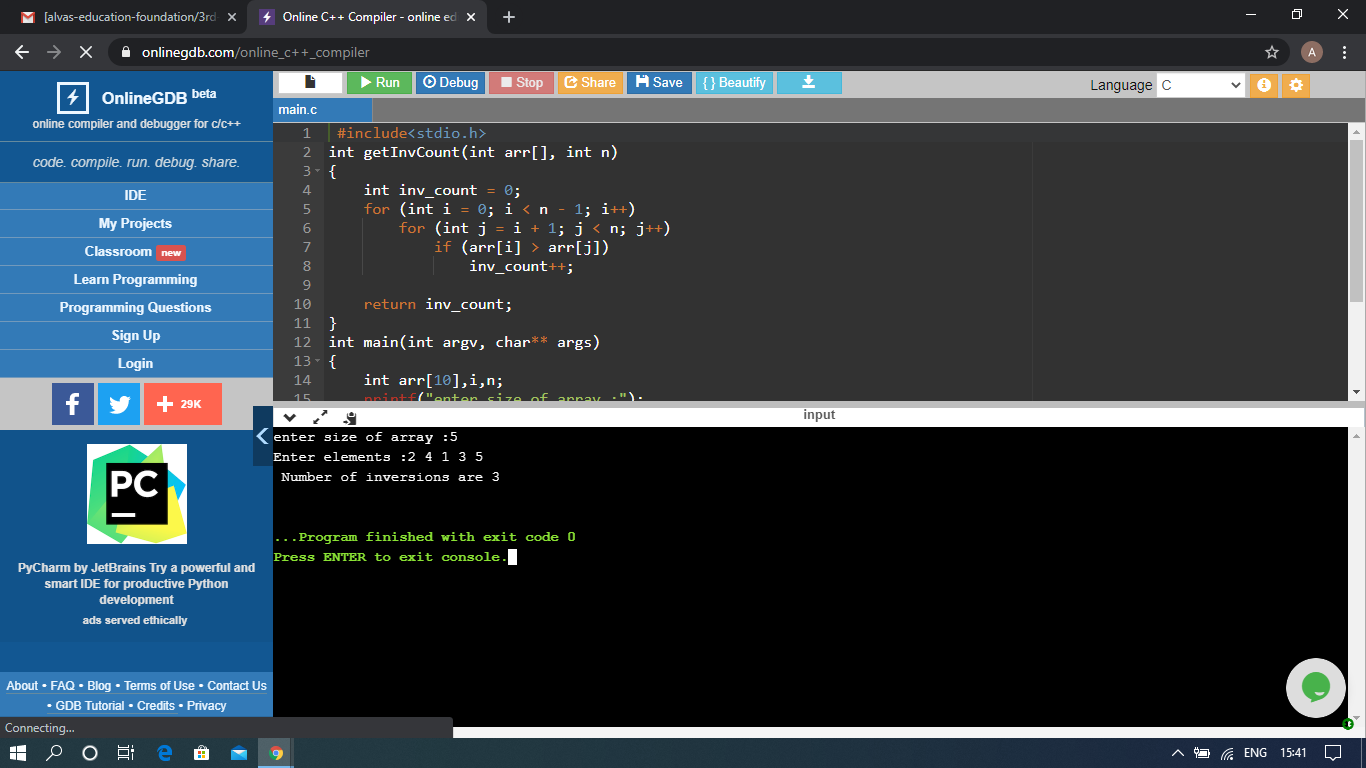 [alvas-education-foundation/3rd
Online C++ Compiler - online ed
onlinegdb.com/online_c++_compiler
A
OnlineGDB beta
online compiler and debugger for c/c++
code. compile. run. debug. share.
IDE
My Projects
Classroom new
Learn Programming
Programming Questions
Sign Up
Login
f
+ 29K
PC
PyCharm by JetBrains Try a powerful and
smart IDE for productive Python
development
ads served ethically
About • FAQ • Blog • Terms of Use • Contact Us
• GDB Tutorial • Credits • Privacy
Connecting...
Run Debug Stop Share Save { } Beautify
Language C
main.c
1 #include<stdio.h>
2 int getInvCount(int arr[], int n)
3 {
4 int inv_count = 0;
5 for (int i = 0; i < n - 1; i++)
6 for (int j = i + 1; j < n; j++)
7 if (arr[i] > arr[j])
8 inv_count++;
9
10 return inv_count;
11 }
12 int main(int argv, char** args)
13 {
14 int arr[10],i,n;
15 printf("enter size of array :");
input
enter size of array :5
Enter elements :2 4 1 3 5
Number of inversions are 3
...Program finished with exit code 0
Press ENTER to exit console.
ENG 15:41